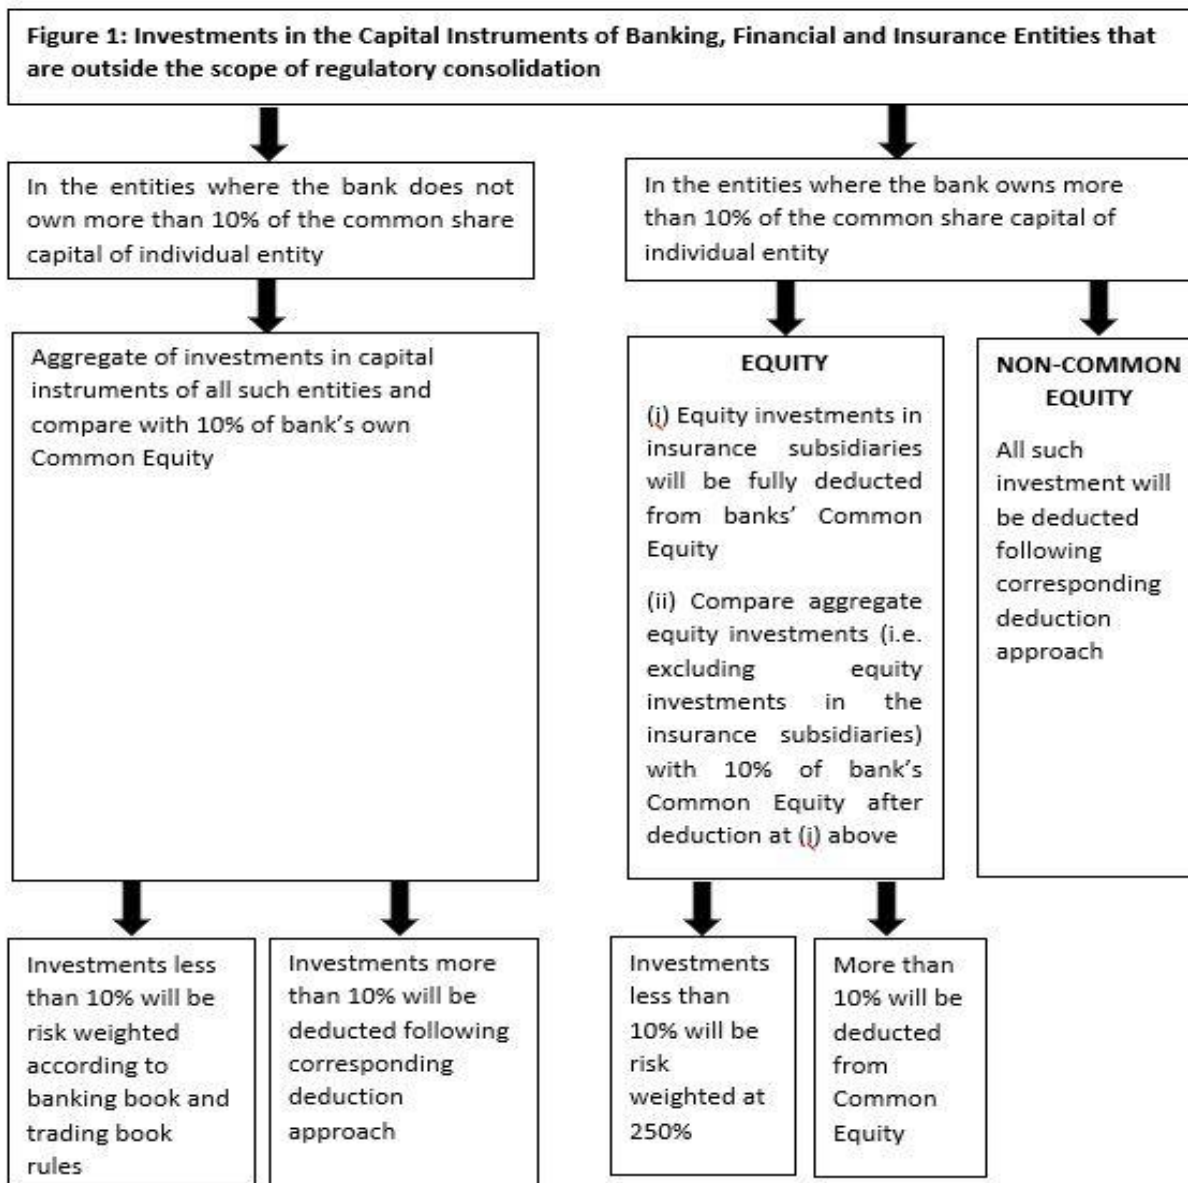 Figure 1: Investments in the Capital Instruments of Banking, Financial and Insurance Entities that
are outside the scope of regulatory consolidation
In the entities where the bank does not
own more than 10% of the common share
capital of individual entity
In the entities where the bank owns more
than 10% of the common share capital of
individual entity
Aggregate of investments in capital
instruments of all such entities and
compare with 10% of bank's own
Common Equity
EQUITY
(i) Equity investments in
insurance subsidiaries
will be fully deducted
from banks' Common
Equity
(ii) Compare aggregate
equity investments (i.e.
excluding equity
investments in the
insurance subsidiaries)
with 10% of bank's
Common Equity after
deduction at (i) above
NON-COMMON
EQUITY
All such
investment will
be deducted
following
corresponding
deduction
approach
Investments less
than 10% will be
risk weighted
according to
banking book and
trading book
rules
Investments more
than 10% will be
deducted following
corresponding
deduction
approach
Investments
less than
10% will be
risk
weighted at
250%
More than
10% will be
deducted
from
Common
Equity